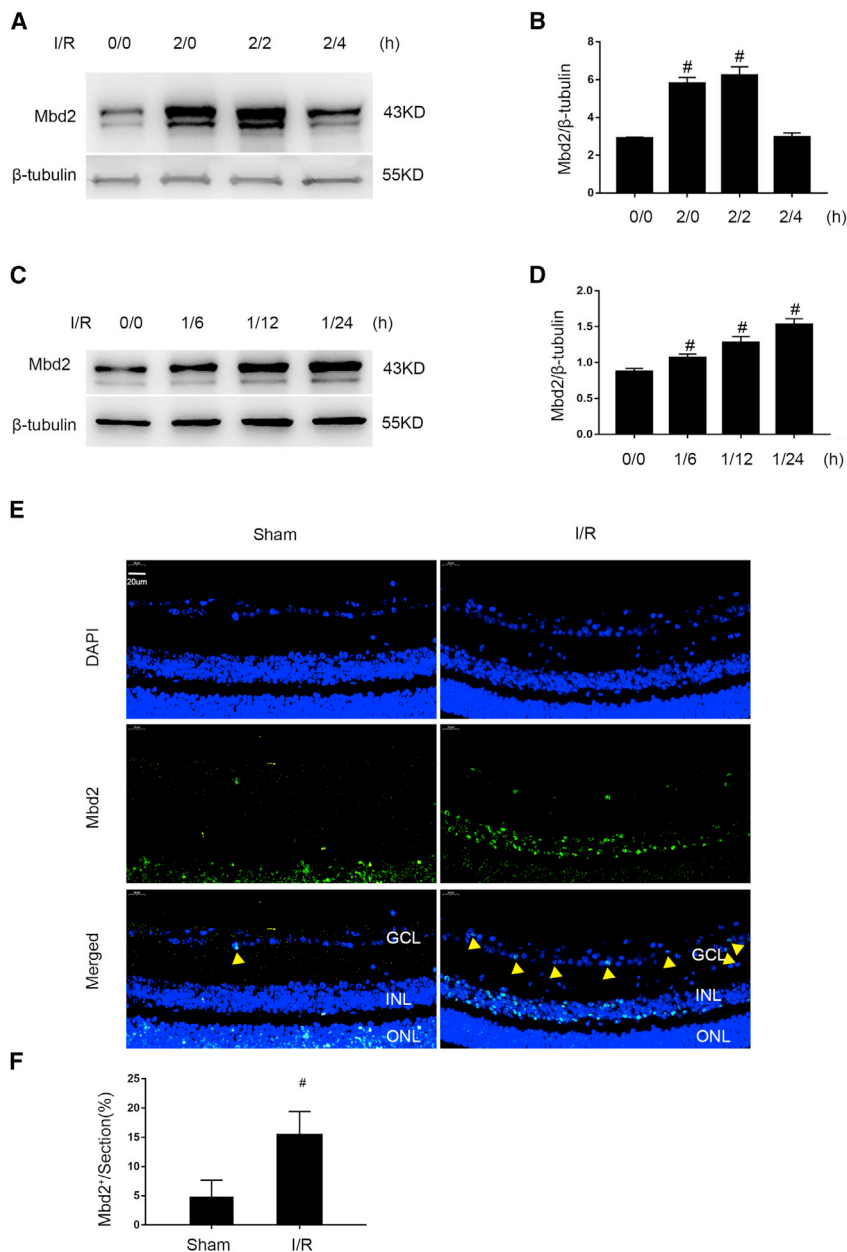 A
I/R 0/0 2/0 2/2 2/4 (h)
Mbd2 43KD
β-tubulin 55KD
B
Mbd2/β-tubulin
8
6
4
2
0
# #
0/0 2/0 2/2 2/4 (h)
C
I/R 0/0 1/6 1/12 1/24 (h)
Mbd2 43KD
β-tubulin 55KD
D
Mbd2/β-tubulin
2.0
1.5
1.0
0.5
0.0
# # #
0/0 1/6 1/12 1/24 (h)
E
Sham I/R
20um
DAPI
Mbd2
Merged
GCL GCL
INL INL
ONL ONL
F
Mbd2⁺/Section(%)
25
20
15
10
5
0
#
Sham I/R